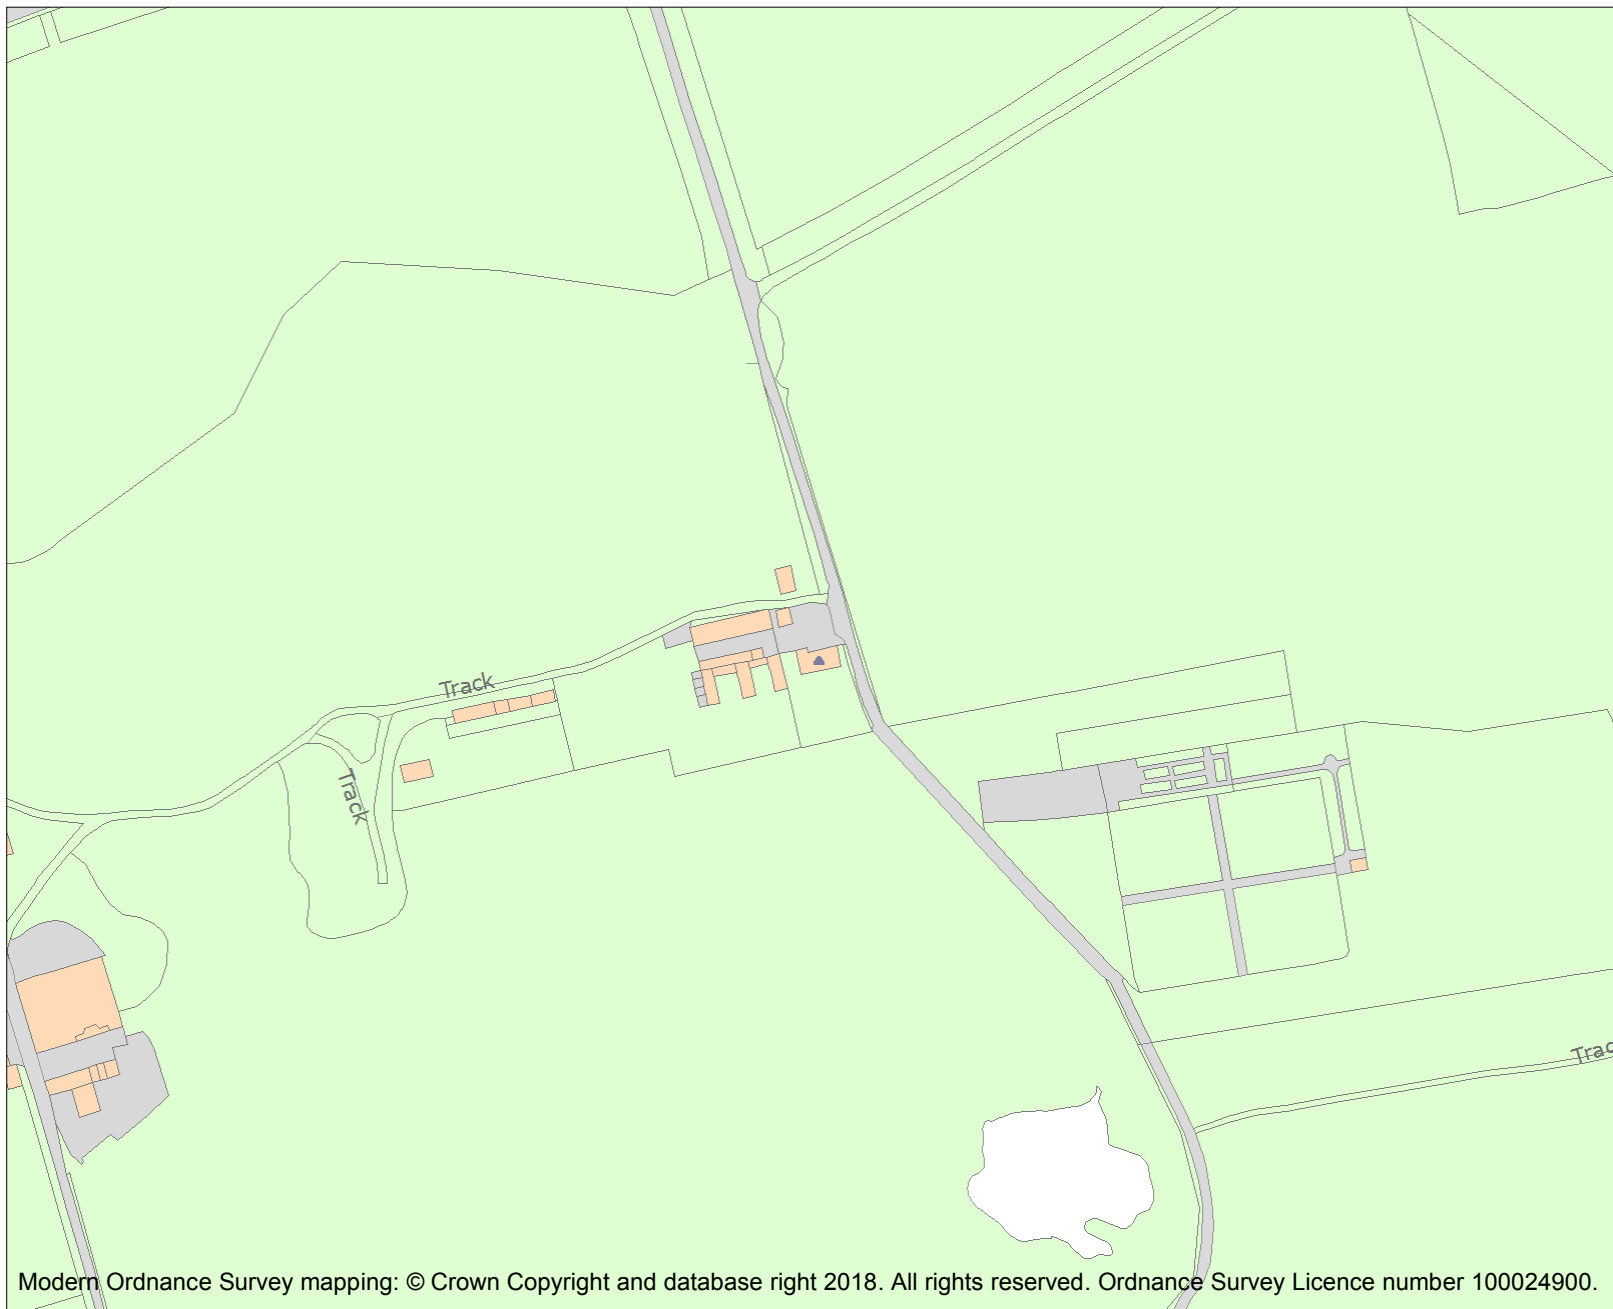 Track
Track
Trac
Modern Ordnance Survey mapping: © Crown Copyright and database right 2018. All rights reserved. Ordnance Survey Licence number 100024900.